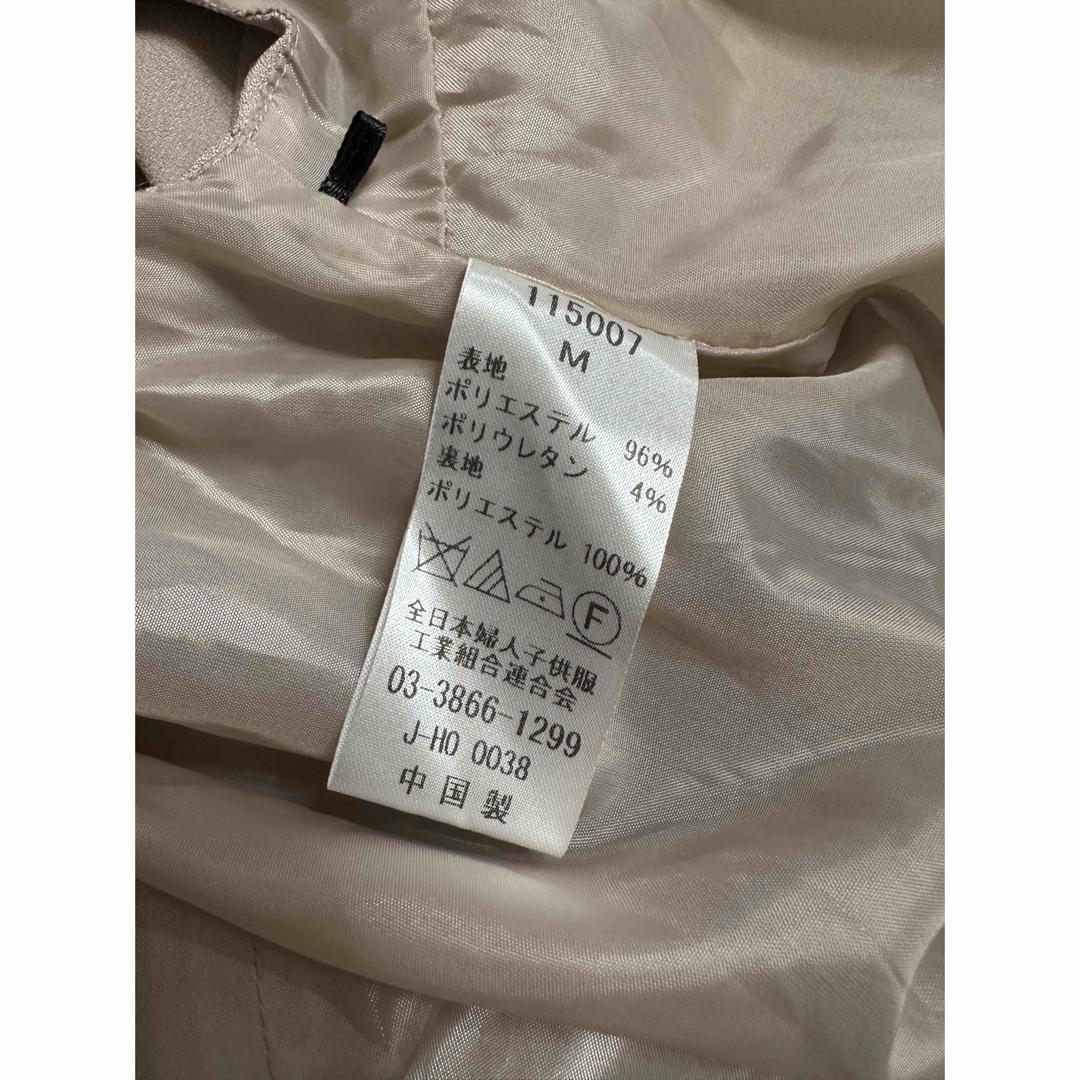 115007
M
表地
ポリエステル 96%
ポリウレタン 4%
裏地
ポリエステル 100%
F
全日本婦人子供服
工業組合連合会
03-3866-1299
J-HO 0038
中国製